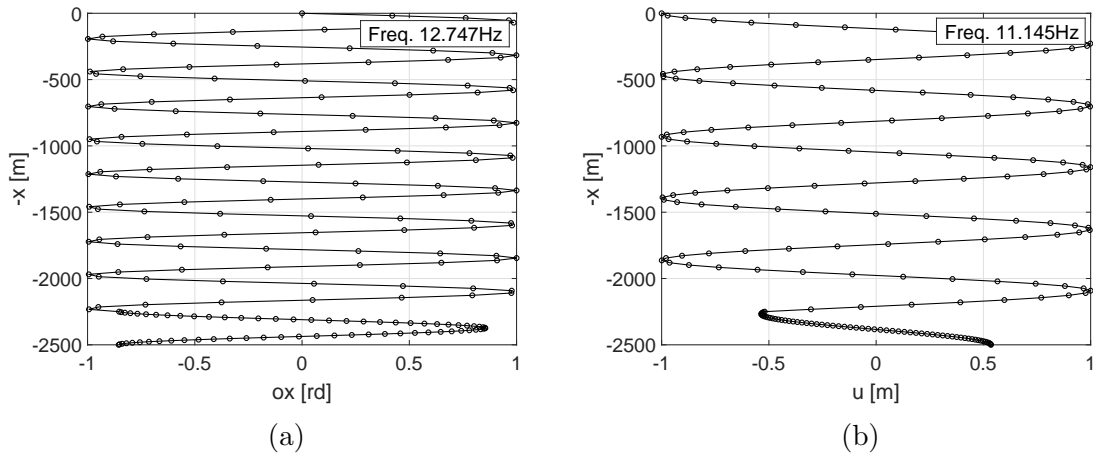 Freq. 12.747Hz
0
-500
-1000
-1500
-2000
-2500
-x [m]
-1 -0.5 0 0.5 1
ox [rd]
(a)
Freq. 11.145Hz
0
-500
-1000
-1500
-2000
-2500
-x [m]
-1 -0.5 0 0.5 1
u [m]
(b)